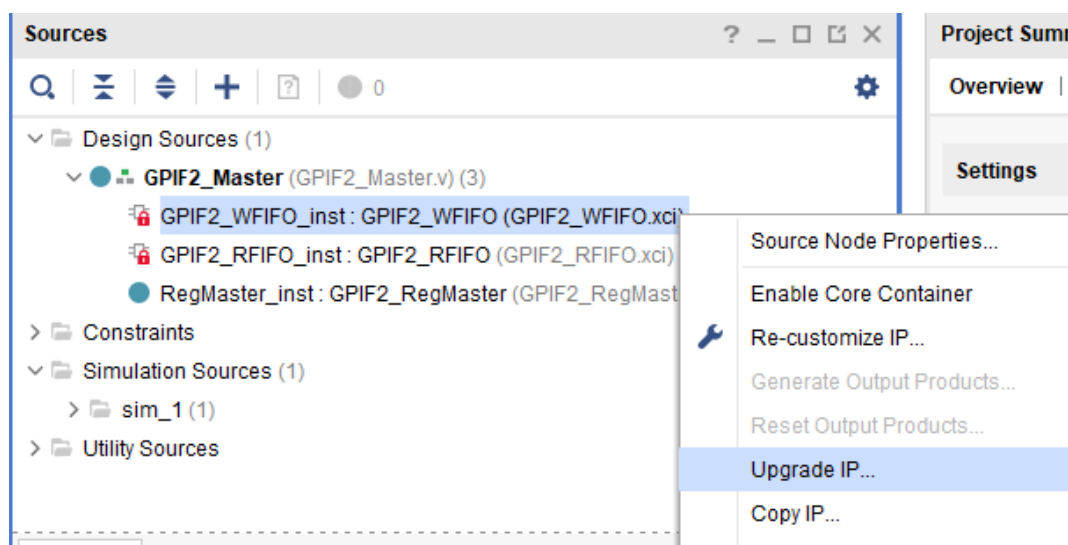 Sources
Project Sum
0
Overview
Design Sources (1)
GPIF2_Master (GPIF2_Master.v) (3)
Settings
GPIF2_WFIFO_inst : GPIF2_WFIFO (GPIF2_WFIFO.xci)
Source Node Properties...
GPIF2_RFIFO_inst : GPIF2_RFIFO (GPIF2_RFIFO.xci)
RegMaster_inst : GPIF2_RegMaster (GPIF2_RegMast
Enable Core Container
Constraints
Re-customize IP...
Simulation Sources (1)
Generate Output Products...
sim_1 (1)
Reset Output Products...
Utility Sources
Upgrade IP...
Copy IP...